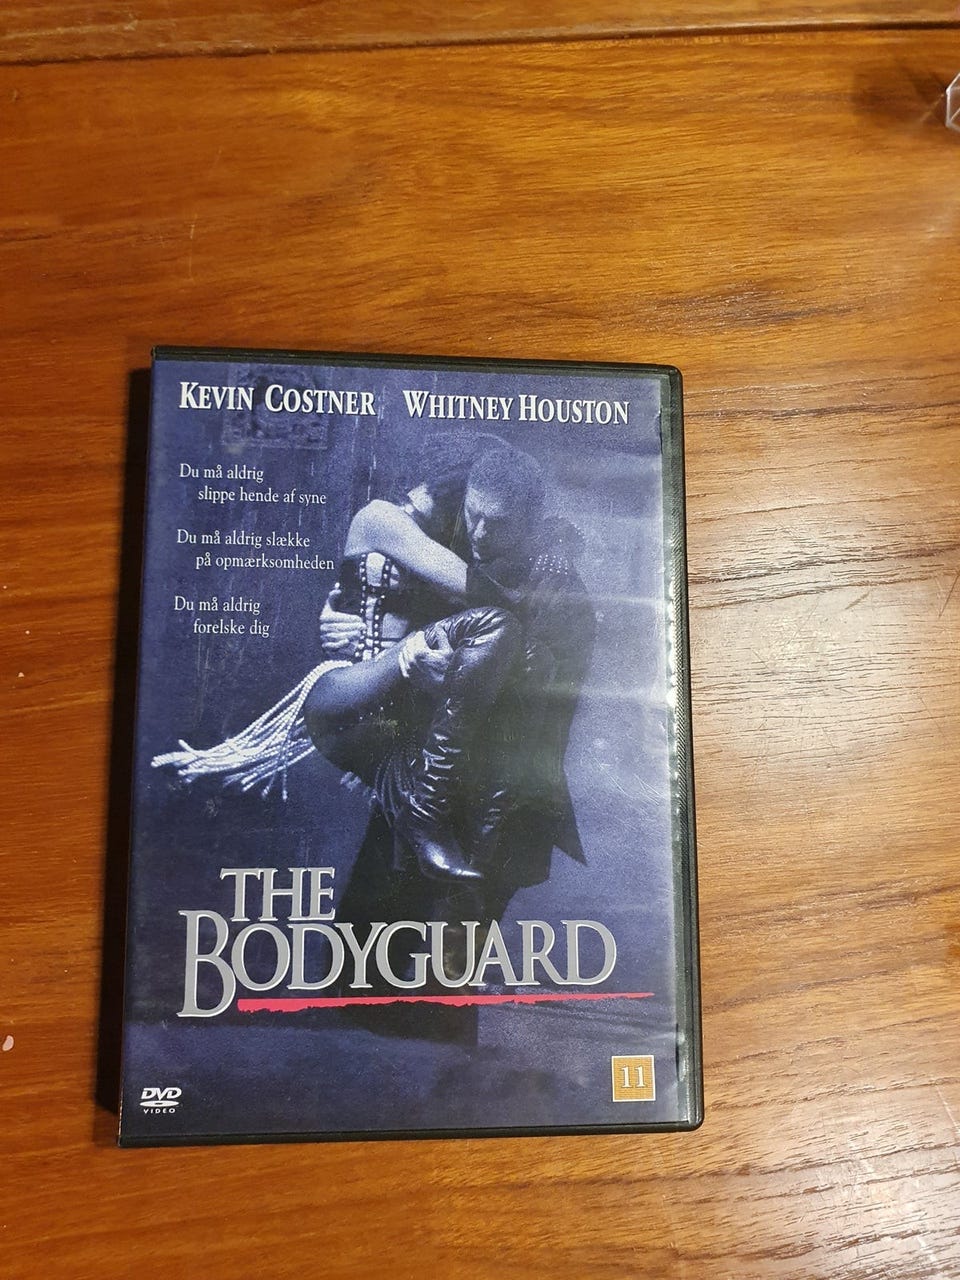 KEVIN COSTNER WHITNEY HOUSTON
Du må aldrig
slippe hende af syne
Du må aldrig slække
på opmærksomheden
Du må aldrig
forelske dig
THE
BODYGUARD
11
DVD
VIDEO